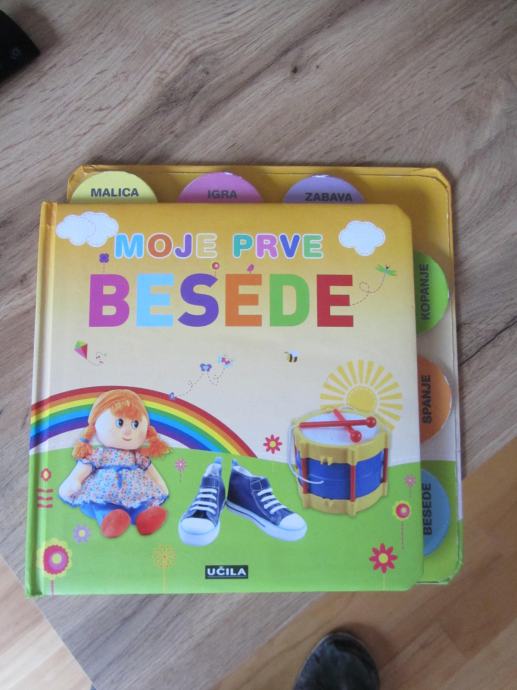 MALICA
IGRA
ZABAVA
MOJE PRVE
BESEDE
KOPANJE
SPANJE
BESEDE
UČILA